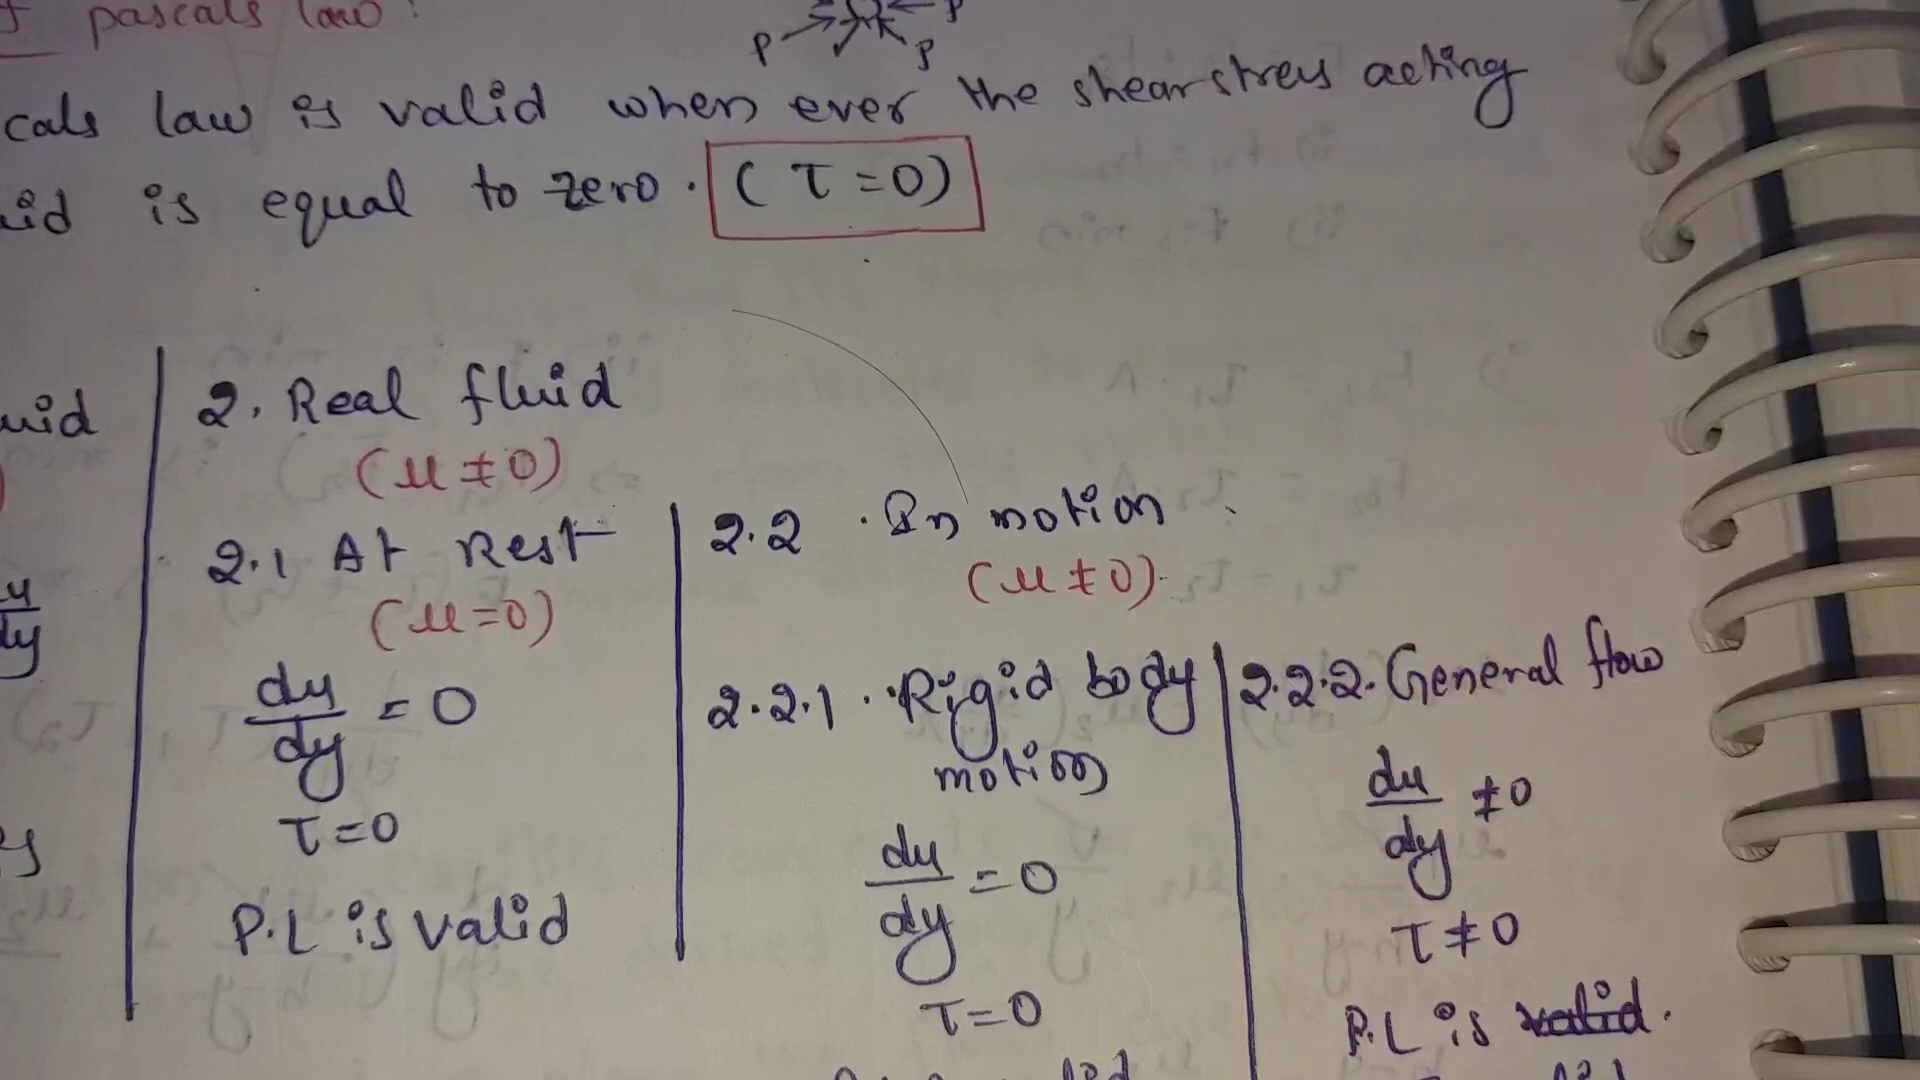 pascals law
P
P
P
law is valid when ever the shear stress acting
is equal to zero. (τ = 0)
2. Real fluid
(μ ≠ 0)
2.1 At Rest
(μ = 0)
du/dy = 0
τ = 0
P.L is valid
2.2 . In motion
(μ ≠ 0)
2.2.1 . Rigid body
motion
du/dy = 0
τ = 0
2.2.2. General flow
du/dy ≠ 0
τ ≠ 0
P.L is valid.